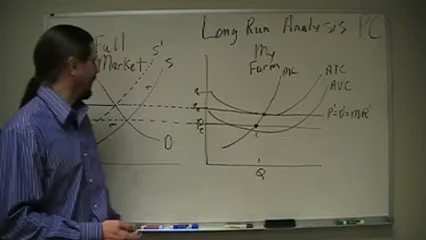 Long Run Analysis PC
Full
Market
S'
S
D
My
Farm
MC
ATC
AVC
P'=D'=MR'
Q